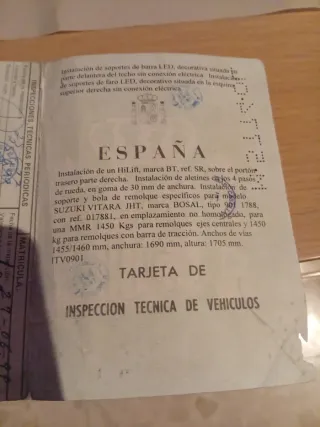 Instalación de soportes de barra LED, decorativa situada en
parte delantera del techo sin conexión eléctrica. Instalación
de soportes de faro LED, decorativa situada en la esquina
superior derecha sin conexión eléctrica.
ESPAÑA
Instalación de un HiLift, marca BT, ref. SR, sobre el portón
trasero parte derecha. Instalación de aletines en los 4 pasos
de rueda, en goma de 30 mm de anchura. Instalación de
soporte y bola de remolque específicos para modelo
SUZUKI VITARA JHT, marca BOSAL, tipo 901 1788,
con ref. 017881, en emplazamiento no homologado, para
una MMR 1450 Kgs para remolques ejes centrales y 1450
kg para remolques con barra de tracción. Anchos de vías
1455/1460 mm, anchura: 1690 mm, altura: 1705 mm.
ITV0901
TARJETA DE
INSPECCION TECNICA DE VEHICULOS
INSPECCIONES TECNICAS PERIODICAS
MATRICULA